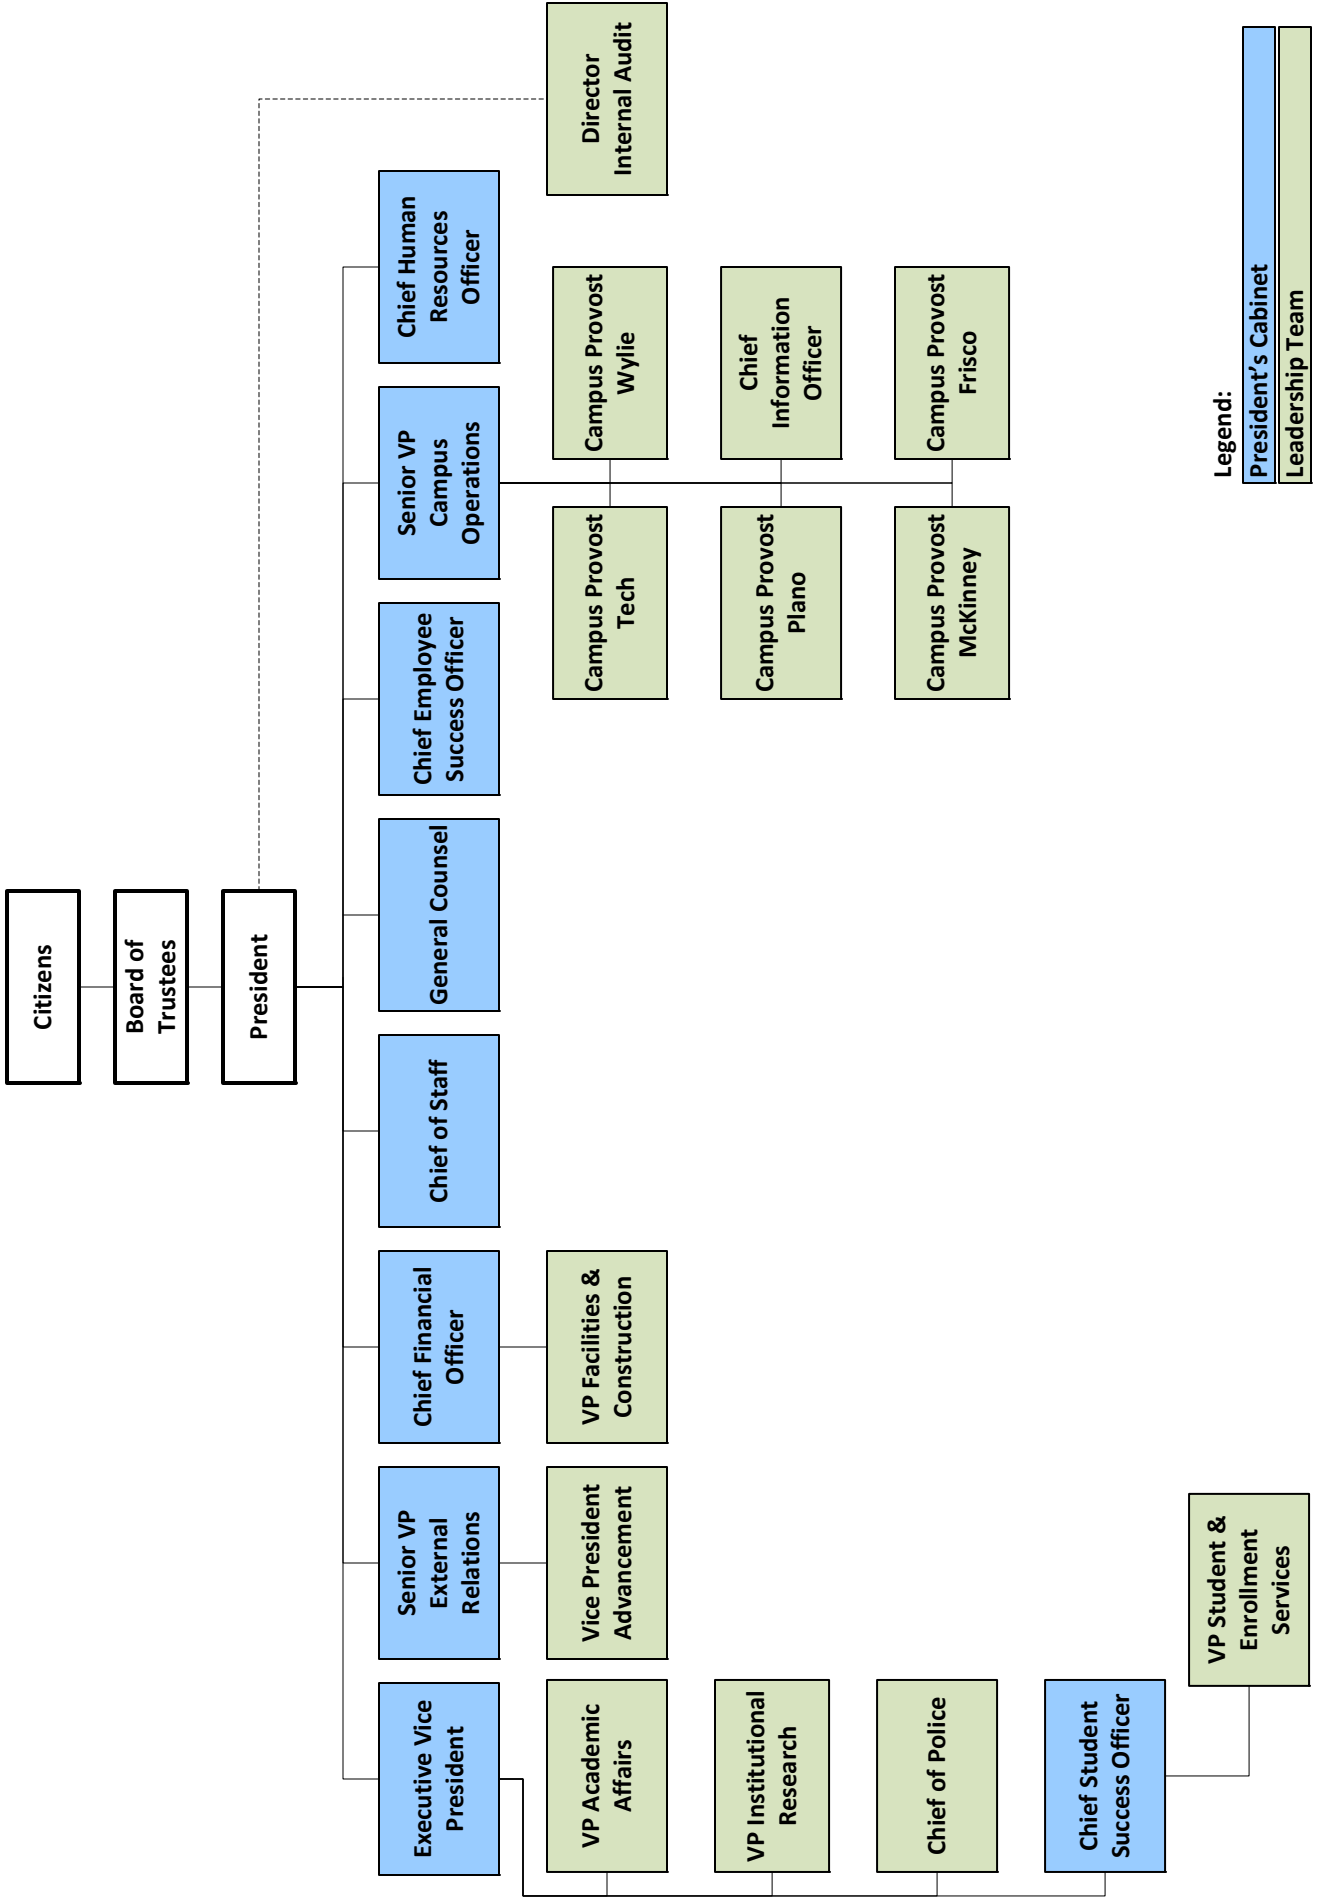 Citizens
Board of
Trustees
President
Executive Vice
President
Senior VP
External
Relations
Chief Financial
Officer
Chief of Staff
General Counsel
Chief Employee
Success Officer
Senior VP
Campus
Operations
Chief Human
Resources
Officer
VP Academic
Affairs
Vice President
Advancement
VP Facilities &
Construction
Campus Provost
Tech
Campus Provost
Wylie
Director
Internal Audit
VP Institutional
Research
Campus Provost
Plano
Chief
Information
Officer
Chief of Police
Campus Provost
McKinney
Campus Provost
Frisco
Chief Student
Success Officer
VP Student &
Enrollment
Services
Legend:
President’s Cabinet
Leadership Team